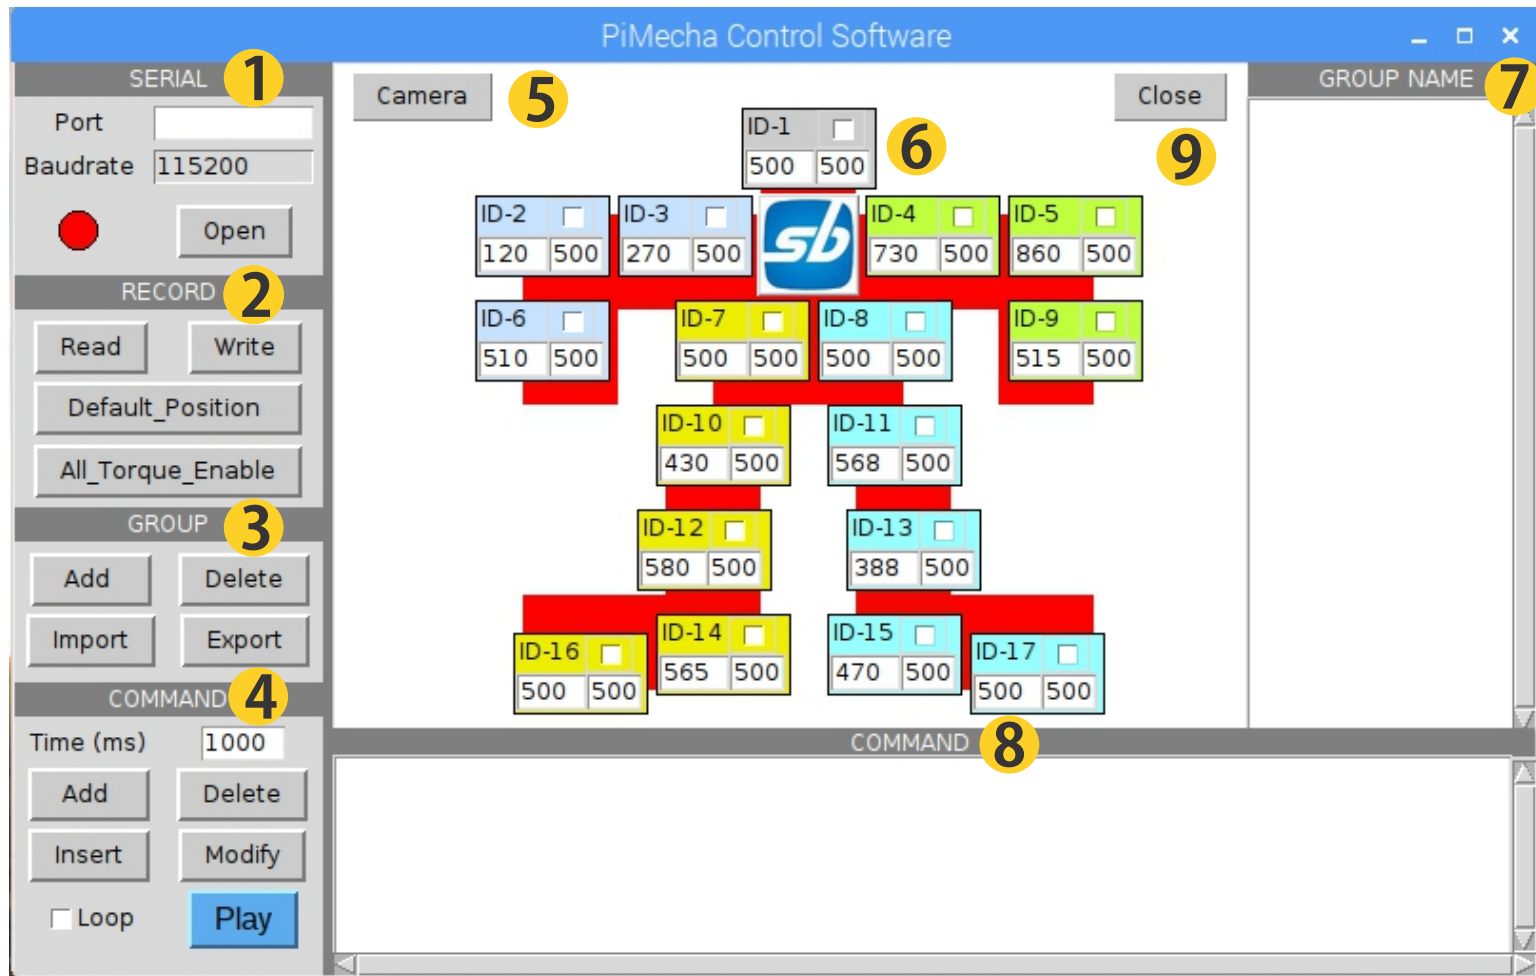 PiMecha Control Software
SERIAL 1
Port
Baudrate 115200
Open
RECORD 2
Read Write
Default_Position
All_Torque_Enable
GROUP 3
Add Delete
Import Export
COMMAND 4
Time (ms) 1000
Add Delete
Insert Modify
Loop Play
Camera 5
Close
9
ID-1
500 500
6
sb
ID-2
120 500
ID-3
270 500
ID-4
730 500
ID-5
860 500
ID-6
510 500
ID-7
500 500
ID-8
500 500
ID-9
515 500
ID-10
430 500
ID-11
568 500
ID-12
580 500
ID-13
388 500
ID-16
500 500
ID-14
565 500
ID-15
470 500
ID-17
500 500
GROUP NAME 7
COMMAND 8